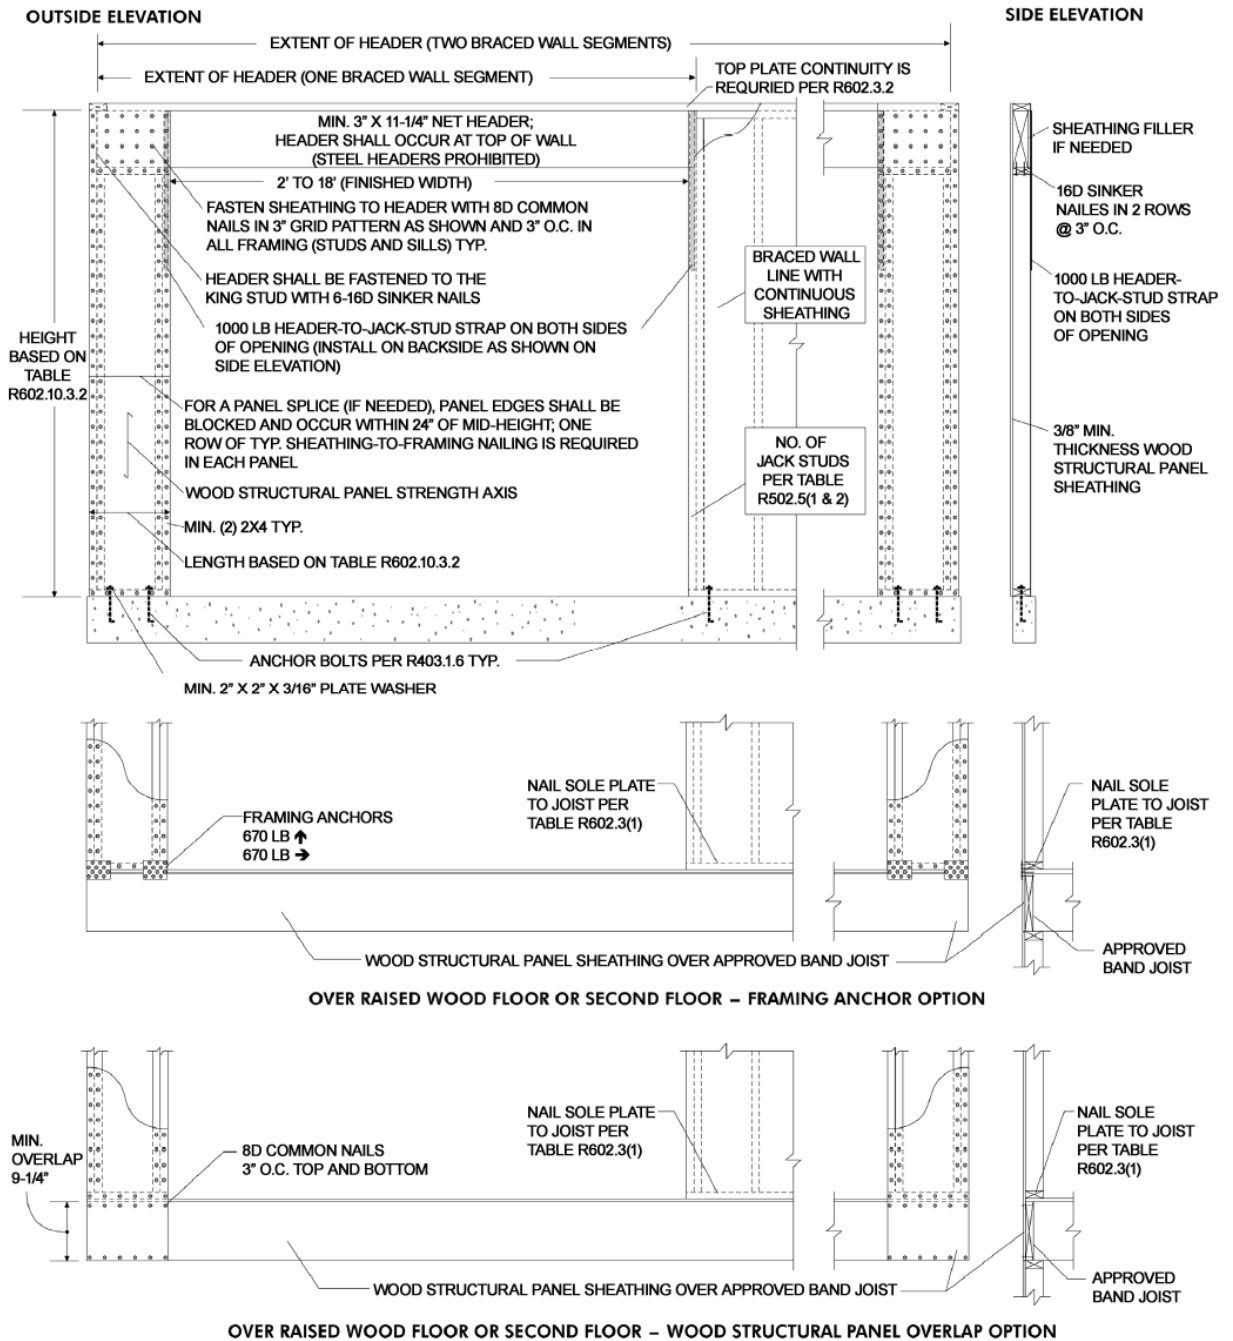 OUTSIDE ELEVATION
SIDE ELEVATION
EXTENT OF HEADER (TWO BRACED WALL SEGMENTS)
EXTENT OF HEADER (ONE BRACED WALL SEGMENT)
TOP PLATE CONTINUITY IS
REQURIED PER R602.3.2
MIN. 3" X 11-1/4" NET HEADER;
HEADER SHALL OCCUR AT TOP OF WALL
(STEEL HEADERS PROHIBITED)
2' TO 18' (FINISHED WIDTH)
FASTEN SHEATHING TO HEADER WITH 8D COMMON
NAILS IN 3" GRID PATTERN AS SHOWN AND 3" O.C. IN
ALL FRAMING (STUDS AND SILLS) TYP.
HEADER SHALL BE FASTENED TO THE
KING STUD WITH 6-16D SINKER NAILS
1000 LB HEADER-TO-JACK-STUD STRAP ON BOTH SIDES
OF OPENING (INSTALL ON BACKSIDE AS SHOWN ON
SIDE ELEVATION)
HEIGHT
BASED ON
TABLE
R602.10.3.2
FOR A PANEL SPLICE (IF NEEDED), PANEL EDGES SHALL BE
BLOCKED AND OCCUR WITHIN 24" OF MID-HEIGHT; ONE
ROW OF TYP. SHEATHING-TO-FRAMING NAILING IS REQUIRED
IN EACH PANEL
WOOD STRUCTURAL PANEL STRENGTH AXIS
MIN. (2) 2X4 TYP.
LENGTH BASED ON TABLE R602.10.3.2
BRACED WALL
LINE WITH
CONTINUOUS
SHEATHING
NO. OF
JACK STUDS
PER TABLE
R502.5(1 & 2)
SHEATHING FILLER
IF NEEDED
16D SINKER
NAILES IN 2 ROWS
@ 3" O.C.
1000 LB HEADER-
TO-JACK-STUD STRAP
ON BOTH SIDES
OF OPENING
3/8" MIN.
THICKNESS WOOD
STRUCTURAL PANEL
SHEATHING
ANCHOR BOLTS PER R403.1.6 TYP.
MIN. 2" X 2" X 3/16" PLATE WASHER
FRAMING ANCHORS
670 LB ↑
670 LB →
NAIL SOLE PLATE
TO JOIST PER
TABLE R602.3(1)
NAIL SOLE
PLATE TO JOIST
PER TABLE
R602.3(1)
WOOD STRUCTURAL PANEL SHEATHING OVER APPROVED BAND JOIST
APPROVED
BAND JOIST
OVER RAISED WOOD FLOOR OR SECOND FLOOR – FRAMING ANCHOR OPTION
MIN.
OVERLAP
9-1/4"
8D COMMON NAILS
3" O.C. TOP AND BOTTOM
NAIL SOLE PLATE
TO JOIST PER
TABLE R602.3(1)
NAIL SOLE
PLATE TO JOIST
PER TABLE
R602.3(1)
WOOD STRUCTURAL PANEL SHEATHING OVER APPROVED BAND JOIST
APPROVED
BAND JOIST
OVER RAISED WOOD FLOOR OR SECOND FLOOR – WOOD STRUCTURAL PANEL OVERLAP OPTION